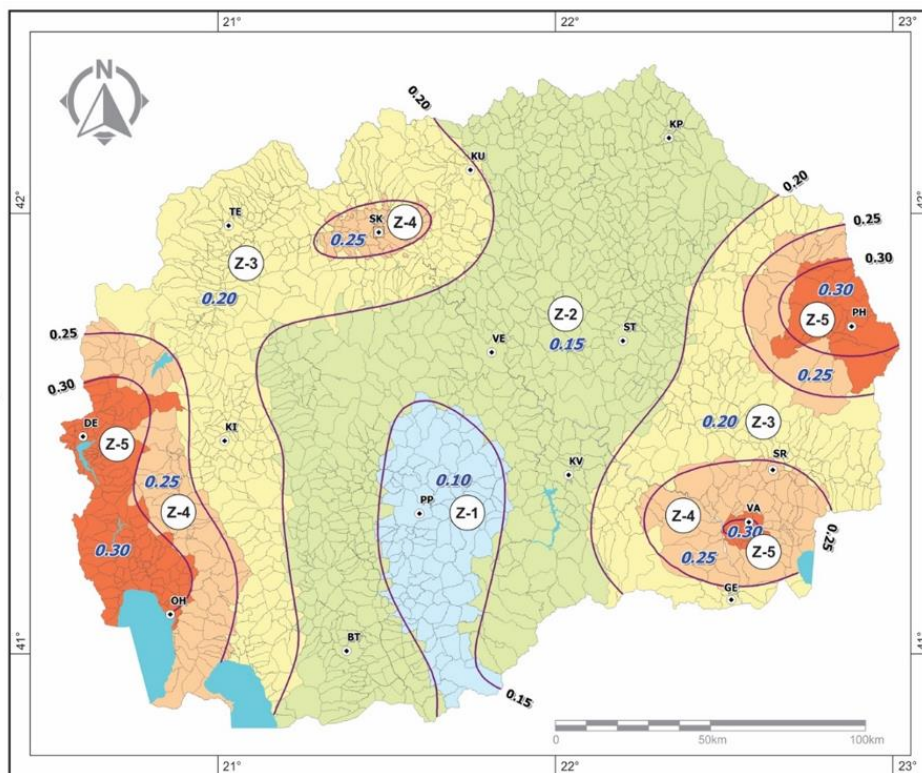 21°
22°
23°
N
0.20
KP
KU
42°
42°
TE
SK
Z-4
0.25
0.20
0.25
0.30
Z-3
0.20
0.30
Z-5
PH
0.25
Z-2
0.15
ST
VE
0.25
0.30
DE
Z-5
KI
0.20
Z-3
0.25
Z-4
0.10
PP
Z-1
KV
SR
Z-4
VA
0.30
Z-5
0.25
0.25
0.30
OH
GE
BT
41°
41°
0.15
0
50km
100km
21°
22°
23°